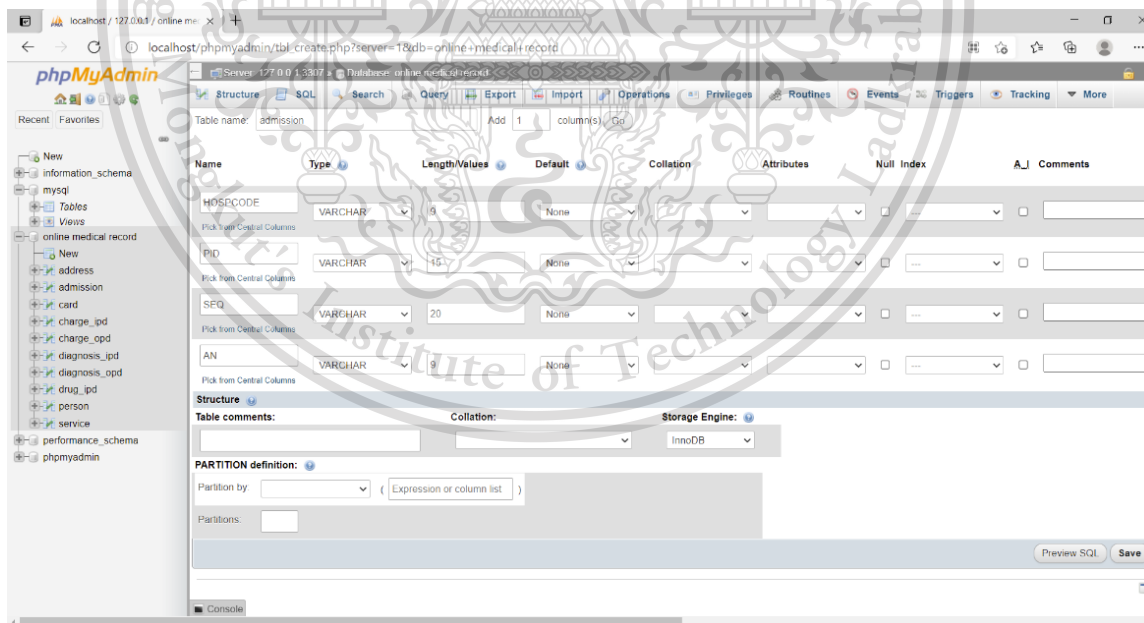 localhost / 127.0.0.1 / online me
localhost/phpmyadmin/tbl_create.php?server=1&db=online+medical+record
phpMyAdmin
Recent Favorites
New
information_schema
mysql
Tables
Views
online medical record
New
address
admission
card
charge_ipd
charge_opd
diagnosis_ipd
diagnosis_opd
drug_ipd
person
service
performance_schema
phpmyadmin
Server: 127.0.0.1:3307 » Database: online medical record
Structure SQL Search Query Export Import Operations Privileges Routines Events Triggers Tracking More
Table name: admission Add 1 column(s) Go
Name Type Length/Values Default Collation Attributes Null Index A_I Comments
HOSPCODE VARCHAR 9 None ---
Pick from Central Columns
PID VARCHAR 15 None ---
Pick from Central Columns
SEQ VARCHAR 20 None ---
Pick from Central Columns
AN VARCHAR 9 None ---
Pick from Central Columns
Structure
Table comments: Collation: Storage Engine:
InnoDB
PARTITION definition:
Partition by: ( Expression or column list )
Partitions:
Preview SQL Save
Console
Institute of Technology Ladkra